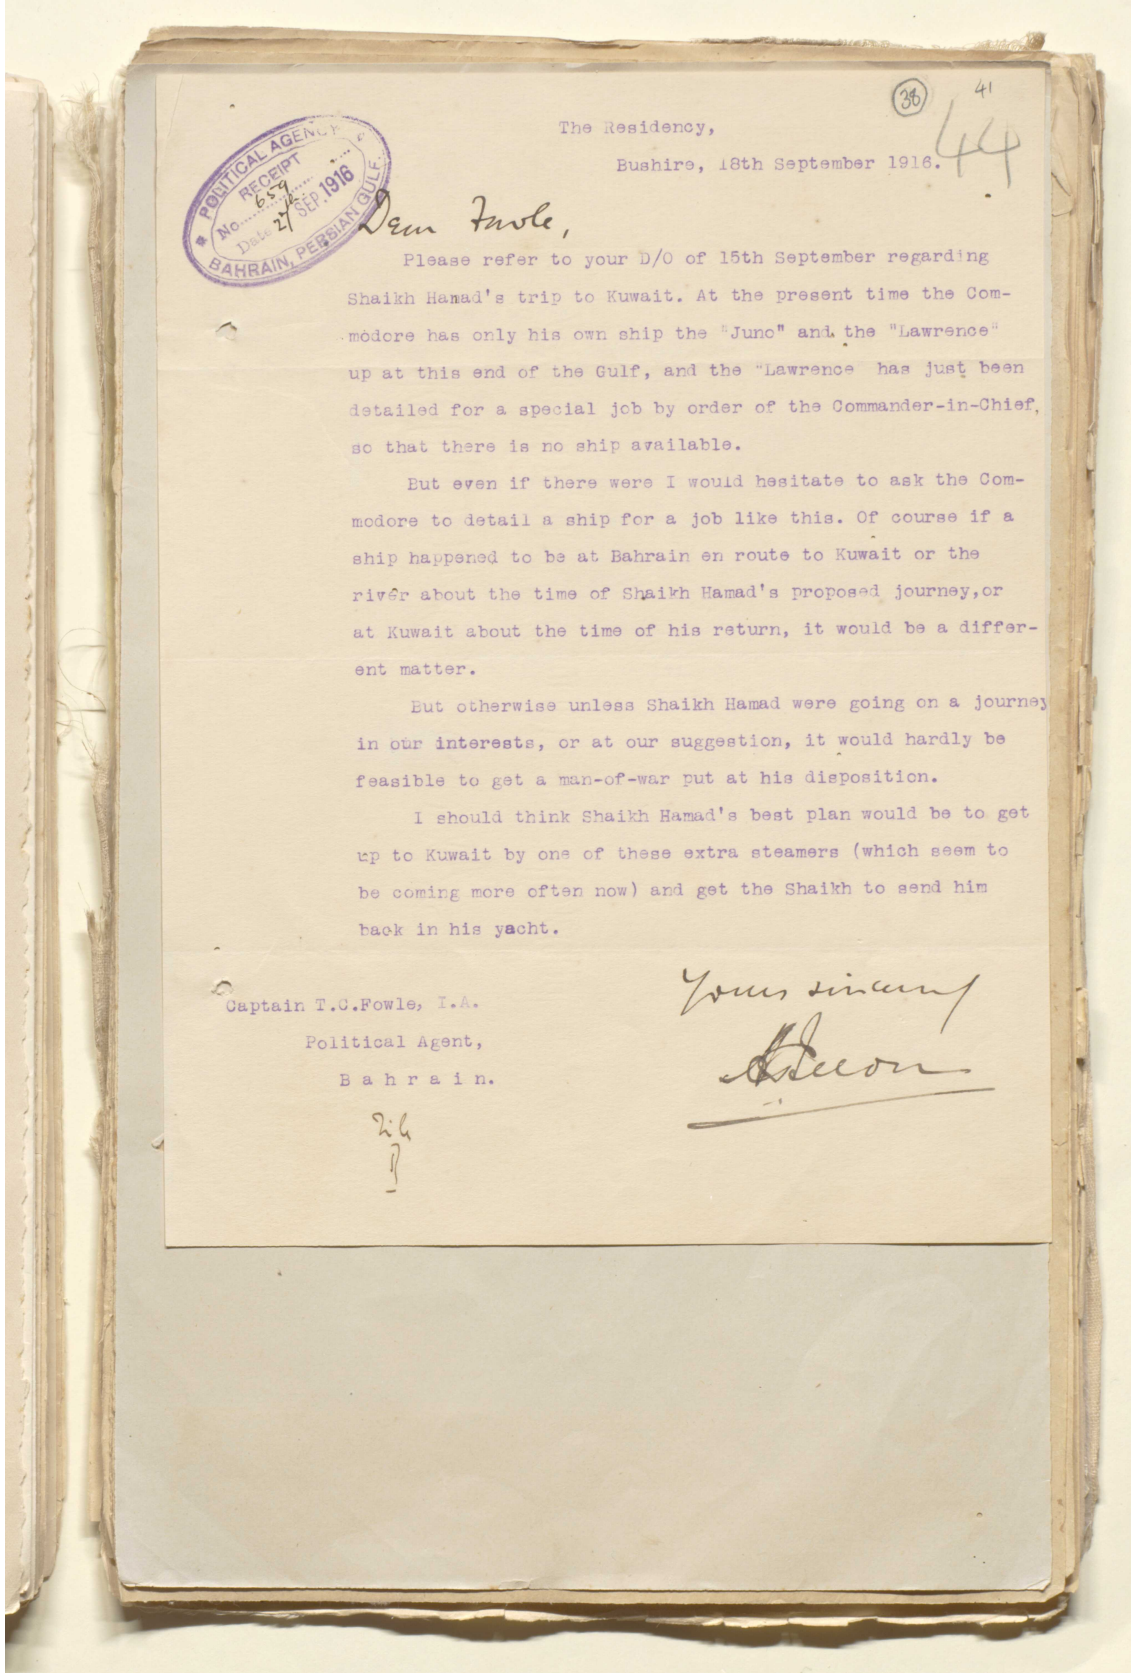 38
41
44
The Residency,
Bushire, 18th September 1916.
POLITICAL AGENCY
RECEIPT
No. 659
Date 27 SEP. 1916
BAHRAIN, PERSIAN GULF.
Dear Fowle,
Please refer to your D/O of 15th September regarding
Shaikh Hamad's trip to Kuwait. At the present time the Com-
modore has only his own ship the "Juno" and the "Lawrence"
up at this end of the Gulf, and the "Lawrence" has just been
detailed for a special job by order of the Commander-in-Chief,
so that there is no ship available.
But even if there were I would hesitate to ask the Com-
modore to detail a ship for a job like this. Of course if a
ship happened to be at Bahrain en route to Kuwait or the
river about the time of Shaikh Hamad's proposed journey,or
at Kuwait about the time of his return, it would be a differ-
ent matter.
But otherwise unless Shaikh Hamad were going on a journey
in our interests, or at our suggestion, it would hardly be
feasible to get a man-of-war put at his disposition.
I should think Shaikh Hamad's best plan would be to get
up to Kuwait by one of these extra steamers (which seem to
be coming more often now) and get the Shaikh to send him
back in his yacht.
Yours sincerely
Captain T.C.Fowle, I.A.
Political Agent,
Bahrain.
File